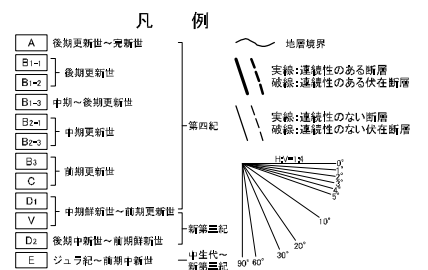 凡 例
A 後期更新世～完新世
B1-1
B1-2
後期更新世
B1-3 中期～後期更新世
B2-1
B2-3
中期更新世
B3
C
前期更新世
D1
V
中期鮮新世～前期更新世
D2 後期中新世～前期鮮新世
E ジュラ紀～前期中新世
第四紀
新第三紀
中生代～
新第三紀
地層境界
実線：連続性のある断層
破線：連続性のある伏在断層
実線：連続性のない断層
破線：連続性のない伏在断層
H:V=1:4
0°
1°
2°
3°
4°
5°
10°
20°
30°
60°
90°